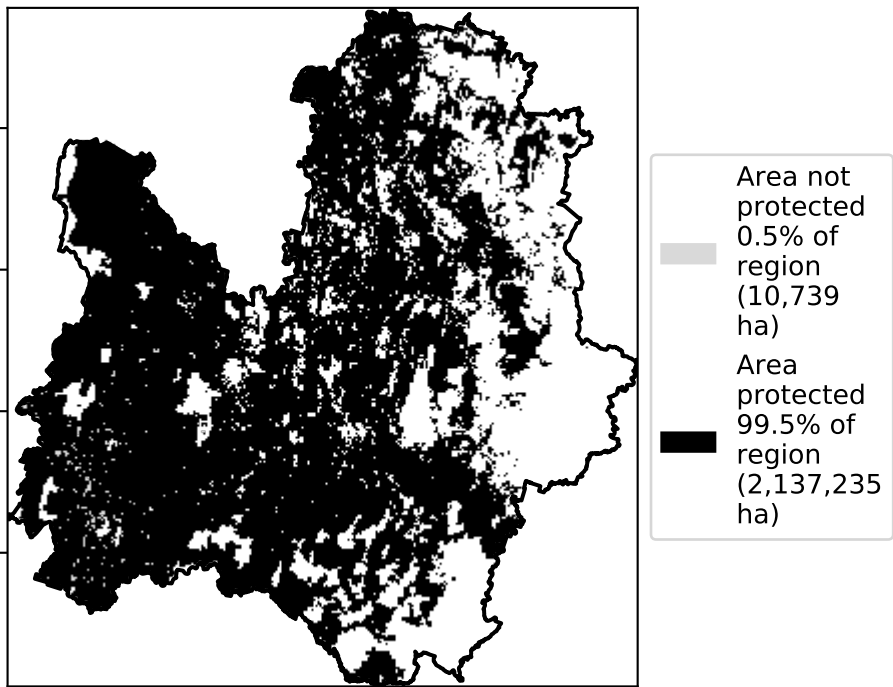 Area not
protected
0.5% of
region
(10,739
ha)
Area
protected
99.5% of
region
(2,137,235
ha)